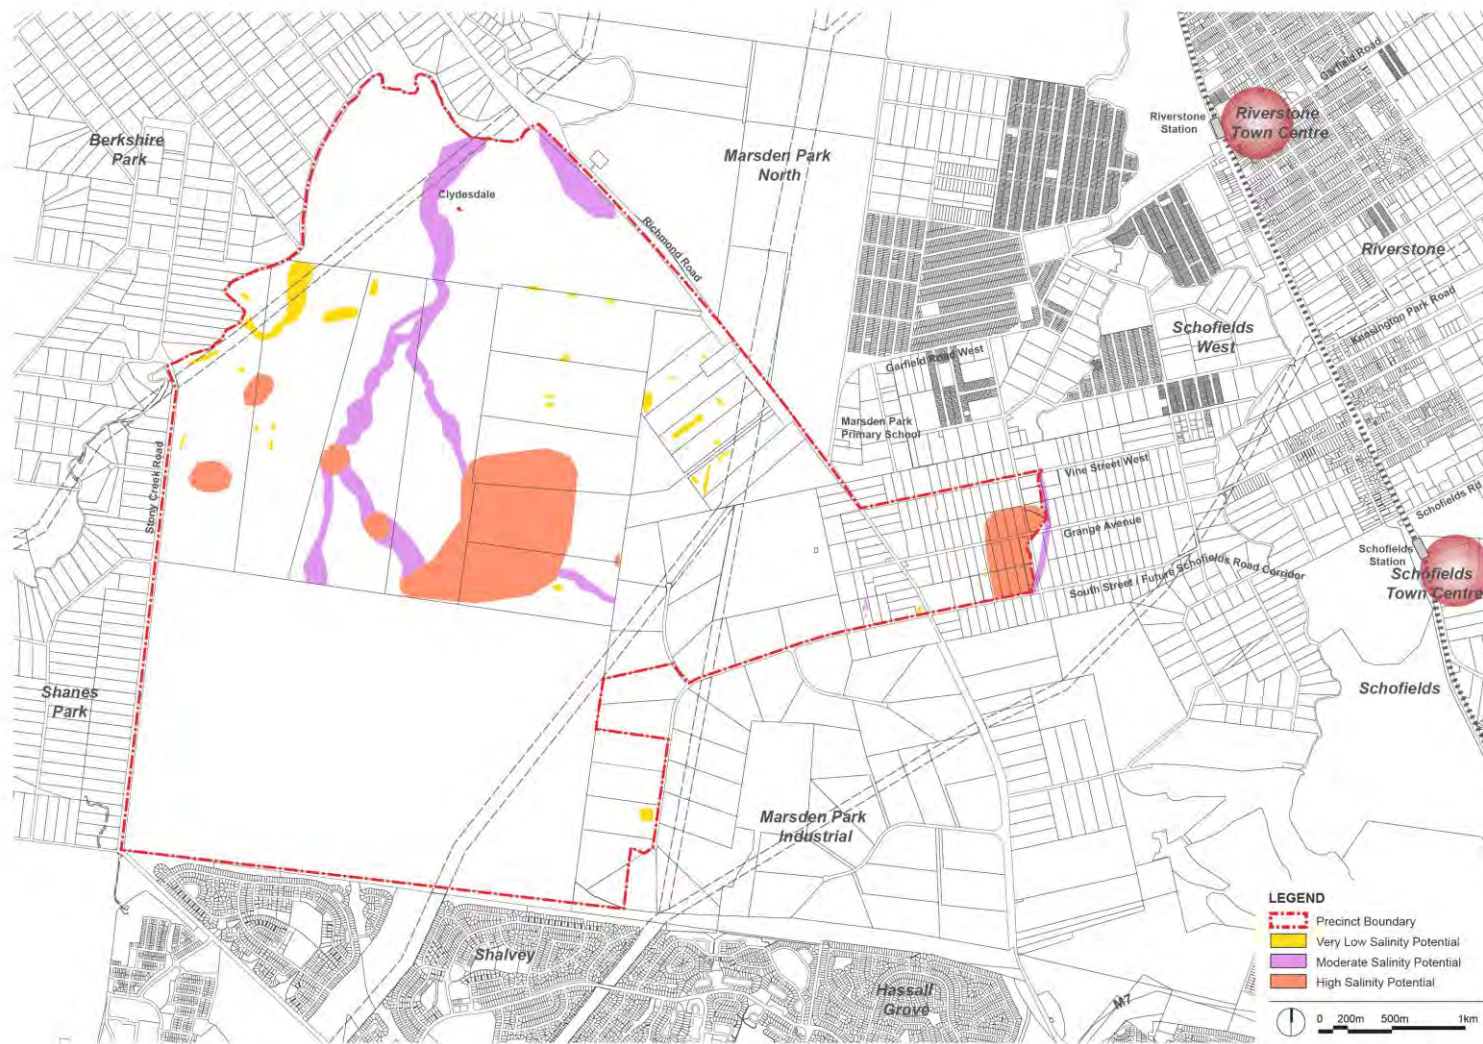 Garfield Road
Riverstone
Station
Riverstone
Town Centre
Berkshire
Park
Marsden Park
North
Clydesdale
Richmond Road
Riverstone
Kensington Park Road
Schofields
West
Garfield Road West
Marsden Park
Primary School
Stony Creek Road
Vine Street West
Schofields Rd
Grange Avenue
Schofields
Station
South Street / Future Schofields Road Corridor
Schofields
Town Centre
Shanes
Park
Schofields
Marsden Park
Industrial
Shalvey
Hassall
Grove
M7
LEGEND
Precinct Boundary
Very Low Salinity Potential
Moderate Salinity Potential
High Salinity Potential
0 200m 500m 1km